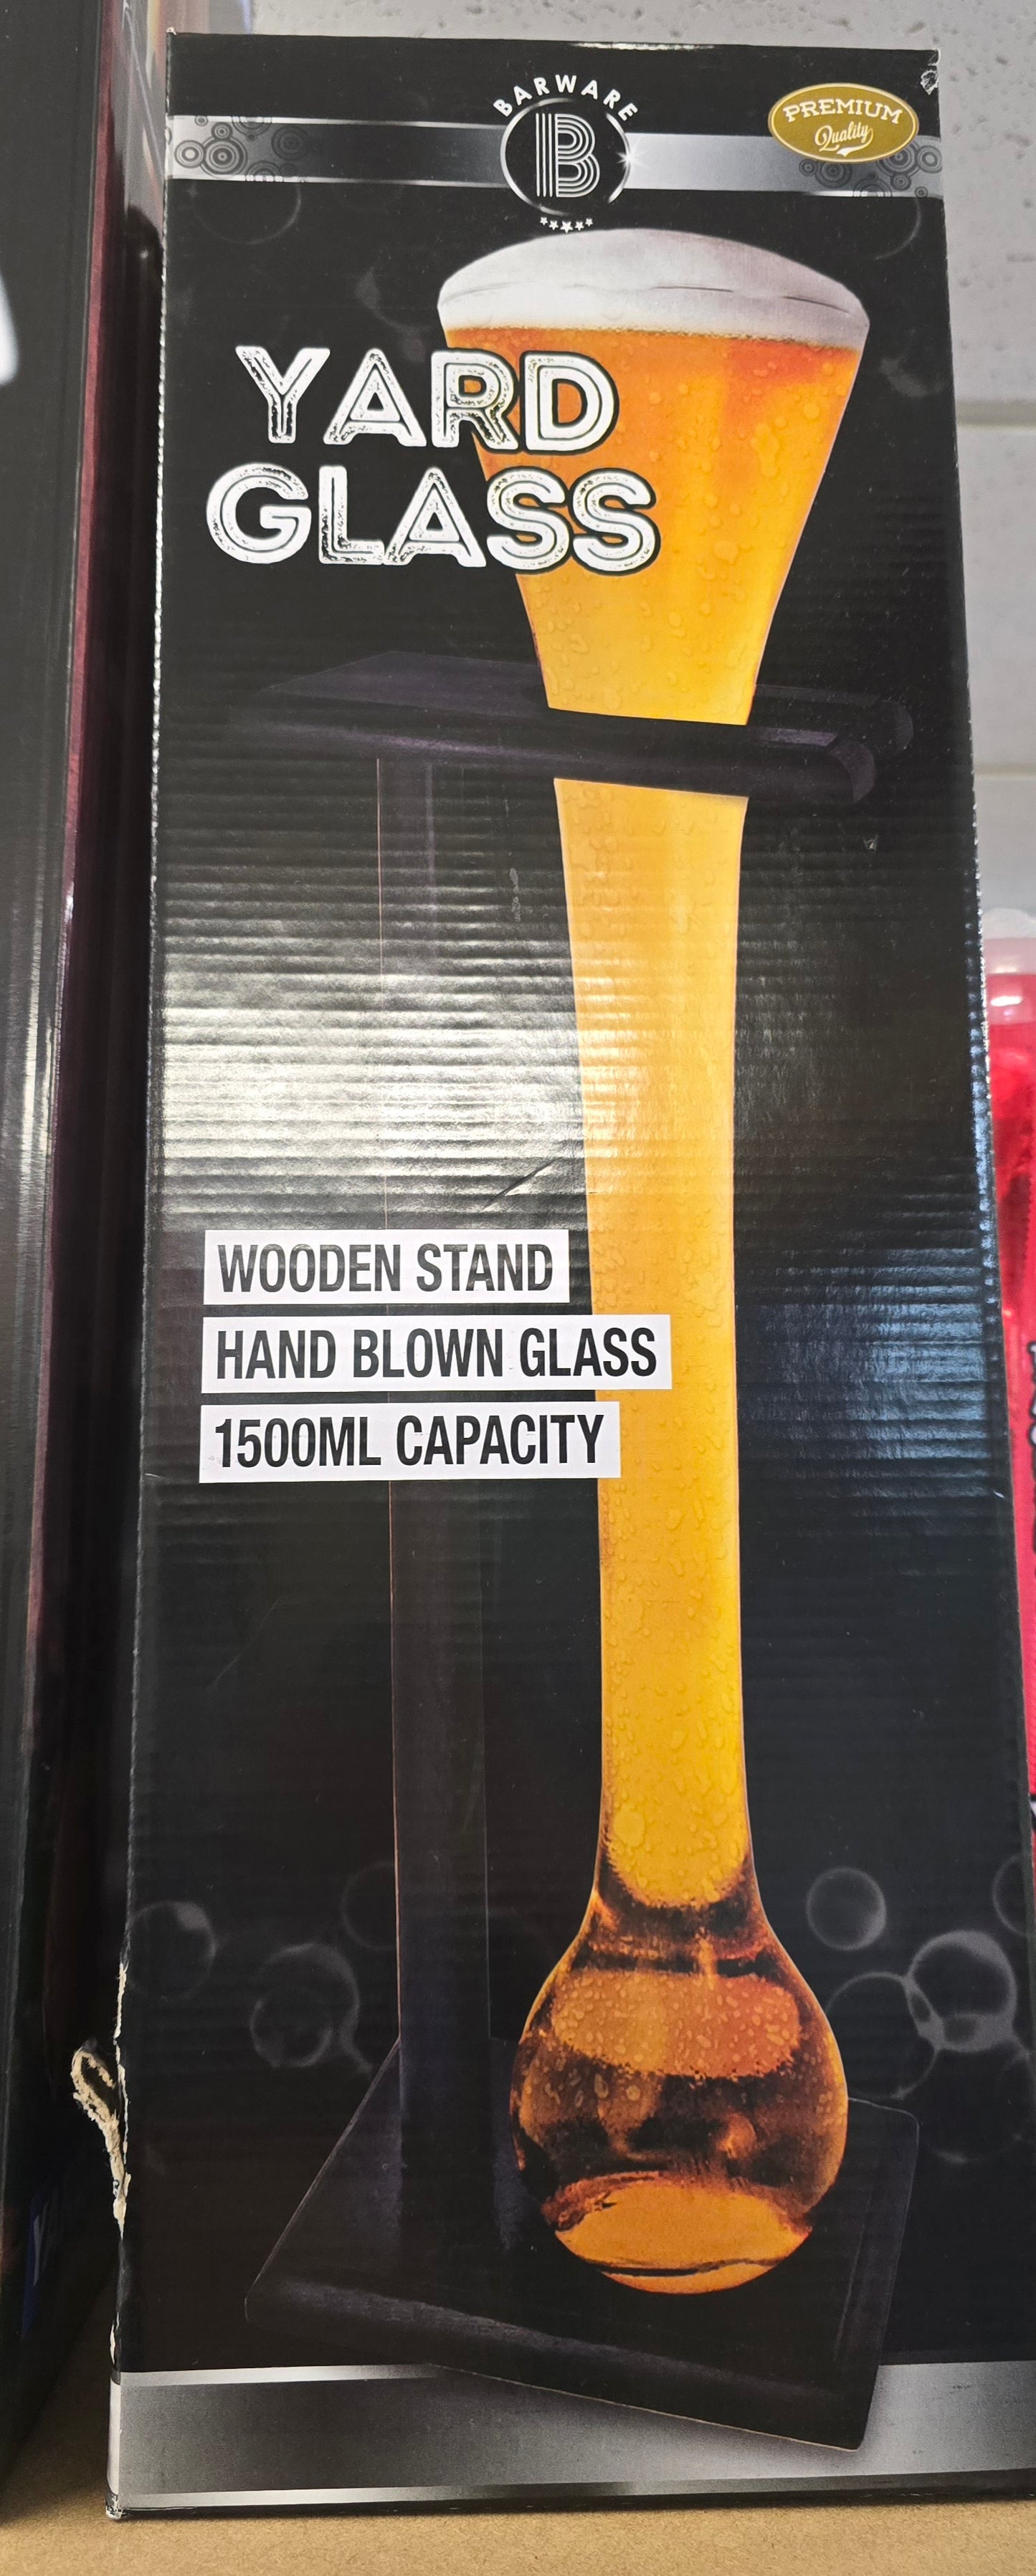 BARWARE
B
PREMIUM
Quality
YARD
GLASS
WOODEN STAND
HAND BLOWN GLASS
1500ML CAPACITY